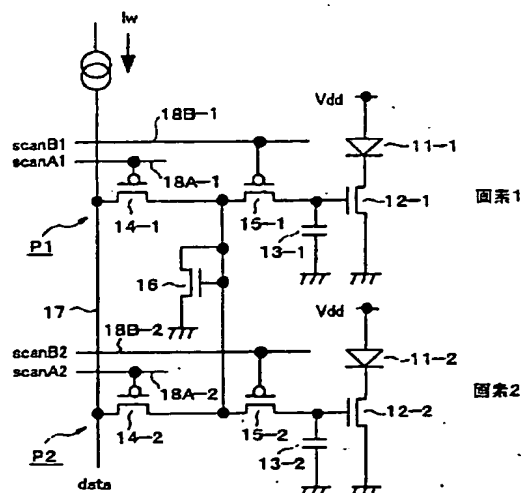 Iw
18B-1
Vdd
scanB1
scanA1
18A-1
11-1
14-1
15-1
12-1
画素1
P1
13-1
16
17
18B-2
Vdd
scanB2
scanA2
18A-2
11-2
画素2
14-2
15-2
12-2
P2
13-2
data